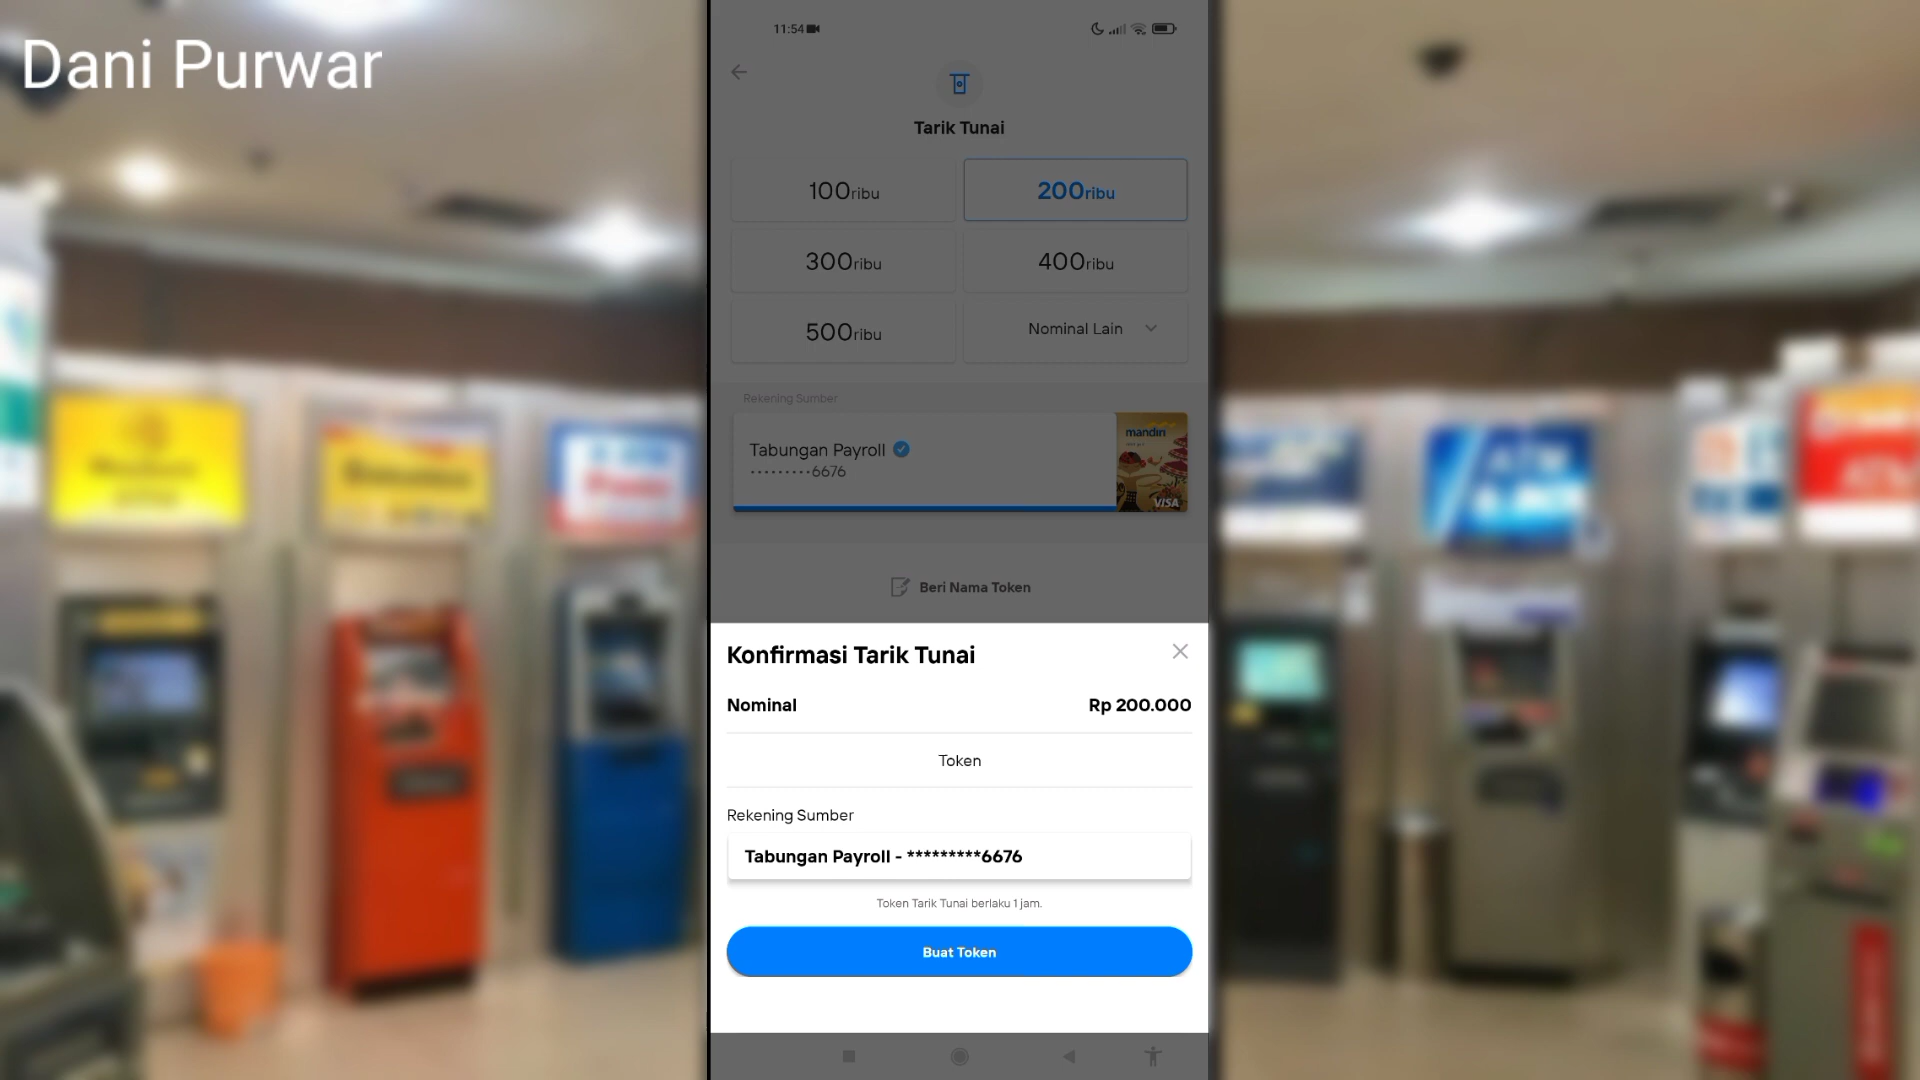 Dani Purwar
11:54
Tarik Tunai
100ribu
200ribu
300ribu
400ribu
500ribu
Nominal Lain
Rekening Sumber
Tabungan Payroll
·········6676
mandiri
VISA
Beri Nama Token
Konfirmasi Tarik Tunai
Nominal
Rp 200.000
Token
Rekening Sumber
Tabungan Payroll - *********6676
Token Tarik Tunai berlaku 1 jam.
Buat Token